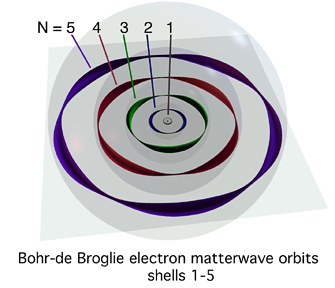 N = 5 4 3 2 1
Bohr-de Broglie electron matterwave orbits
shells 1-5